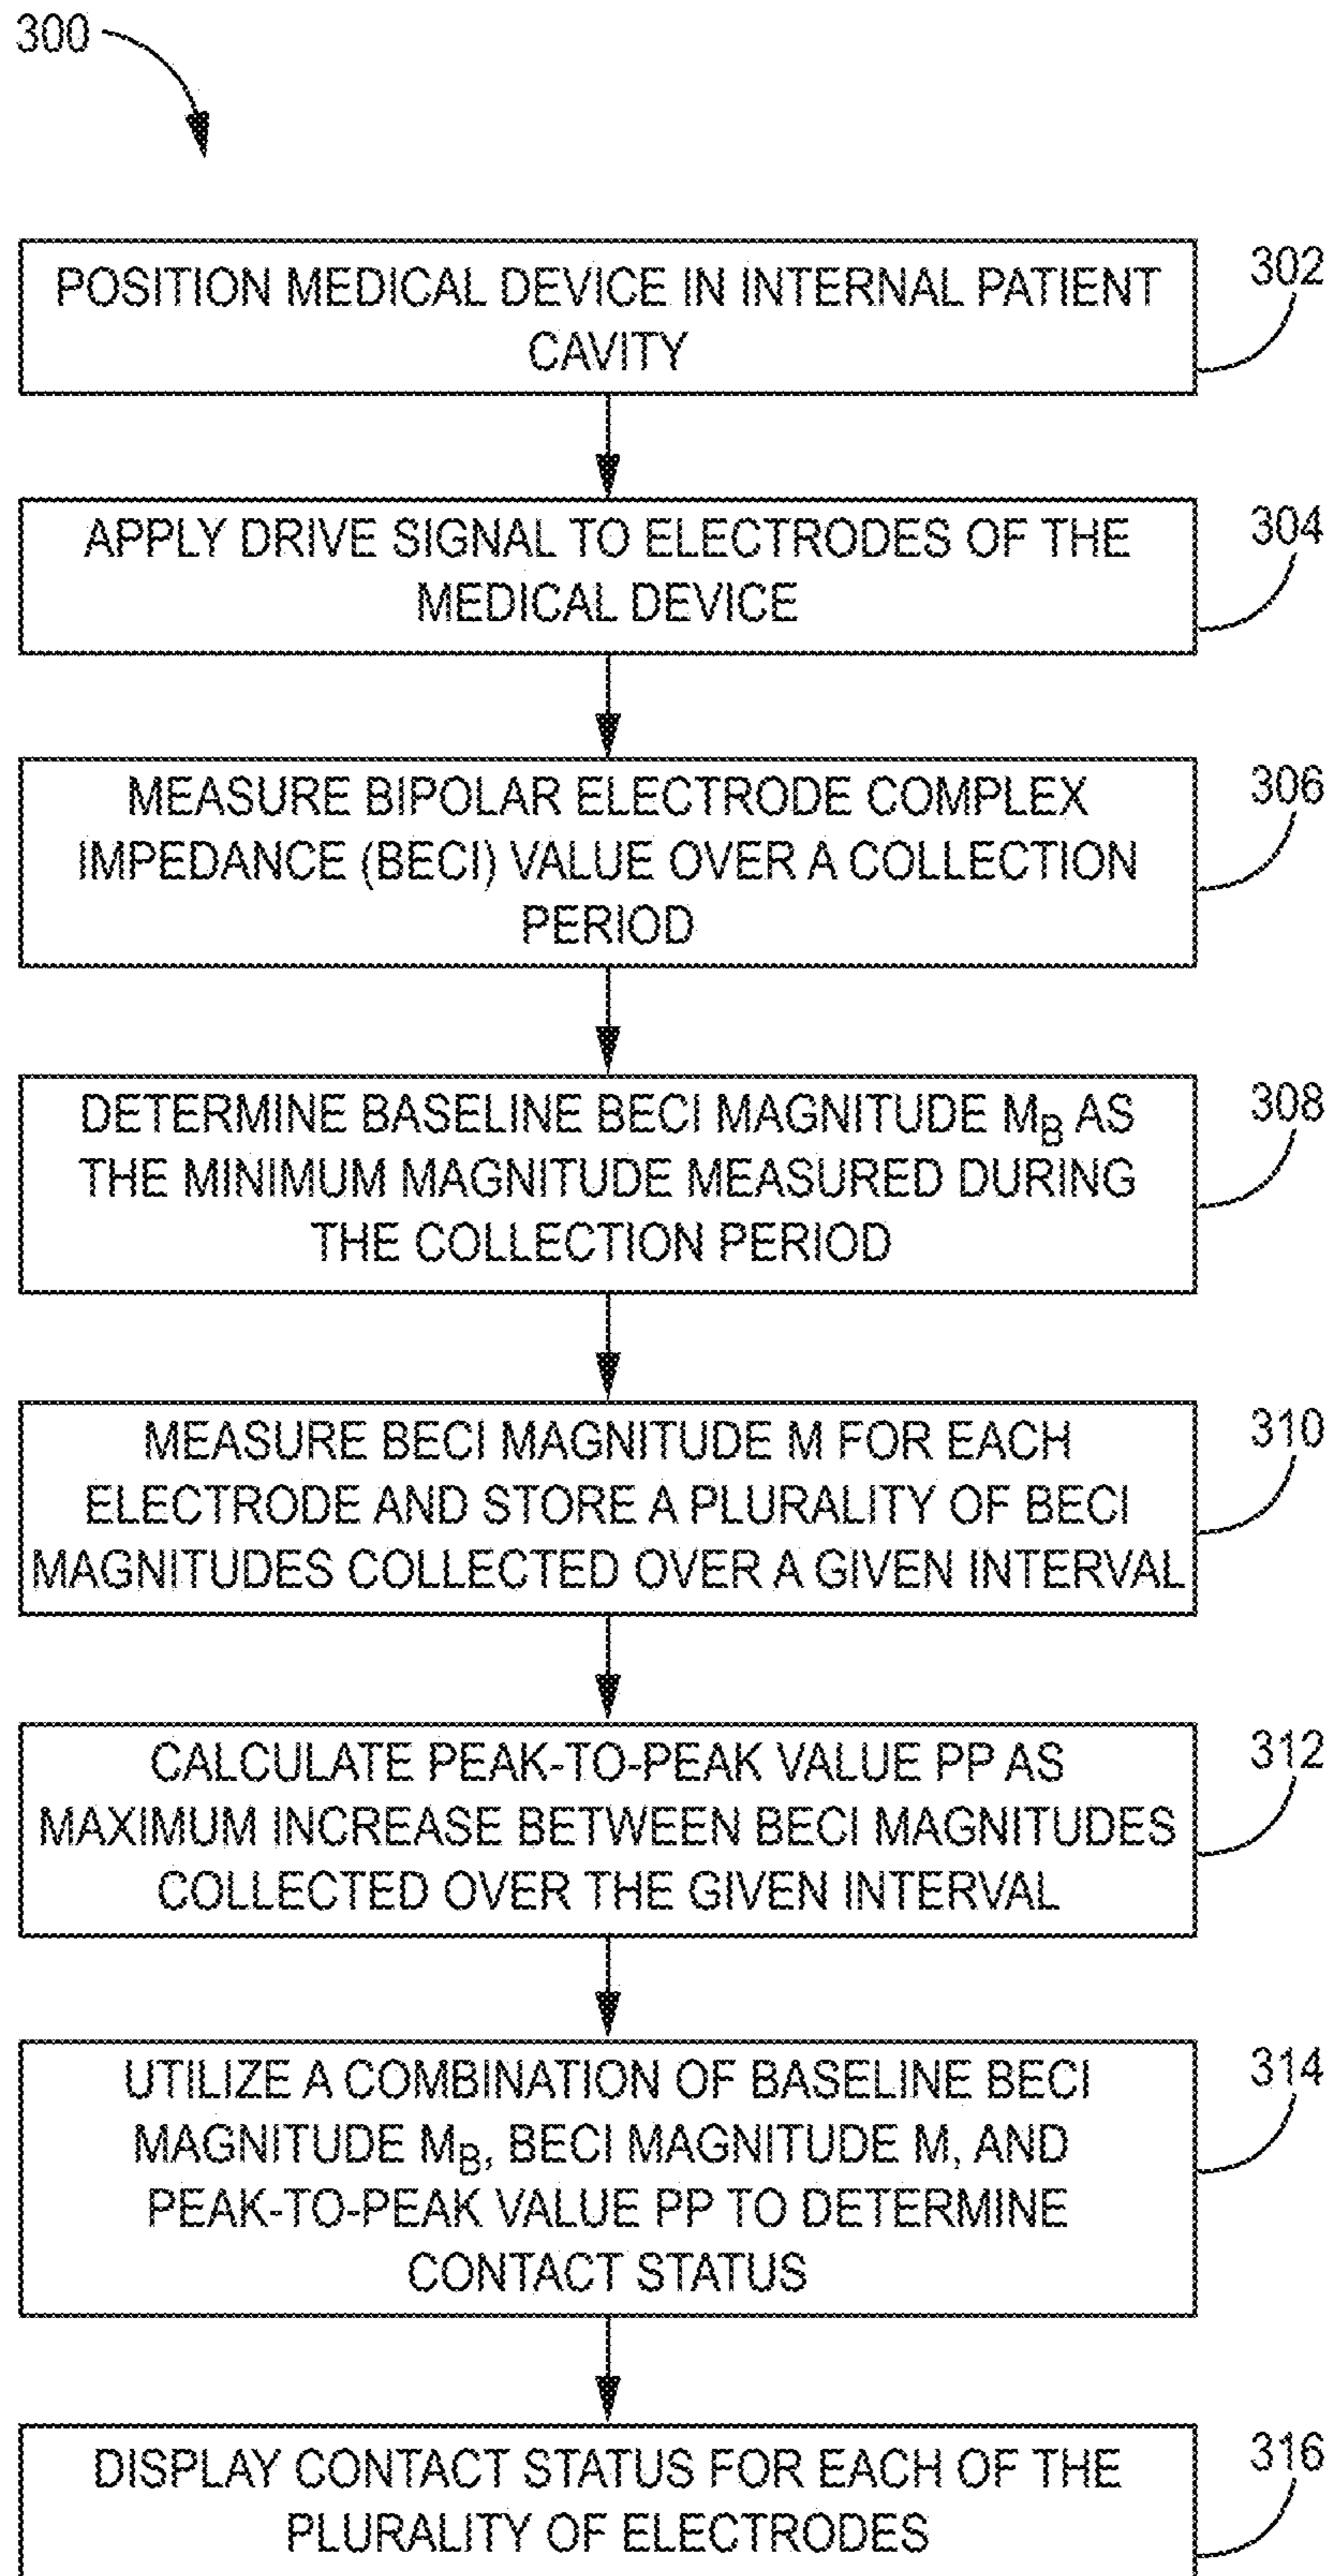 300
POSITION MEDICAL DEVICE IN INTERNAL PATIENT
CAVITY
302
APPLY DRIVE SIGNAL TO ELECTRODES OF THE
MEDICAL DEVICE
304
MEASURE BIPOLAR ELECTRODE COMPLEX
IMPEDANCE (BECI) VALUE OVER A COLLECTION
PERIOD
306
DETERMINE BASELINE BECI MAGNITUDE MB AS
THE MINIMUM MAGNITUDE MEASURED DURING
THE COLLECTION PERIOD
308
MEASURE BECI MAGNITUDE M FOR EACH
ELECTRODE AND STORE A PLURALITY OF BECI
MAGNITUDES COLLECTED OVER A GIVEN INTERVAL
310
CALCULATE PEAK-TO-PEAK VALUE PP AS
MAXIMUM INCREASE BETWEEN BECI MAGNITUDES
COLLECTED OVER THE GIVEN INTERVAL
312
UTILIZE A COMBINATION OF BASELINE BECI
MAGNITUDE MB, BECI MAGNITUDE M, AND
PEAK-TO-PEAK VALUE PP TO DETERMINE
CONTACT STATUS
314
DISPLAY CONTACT STATUS FOR EACH OF THE
PLURALITY OF ELECTRODES
316